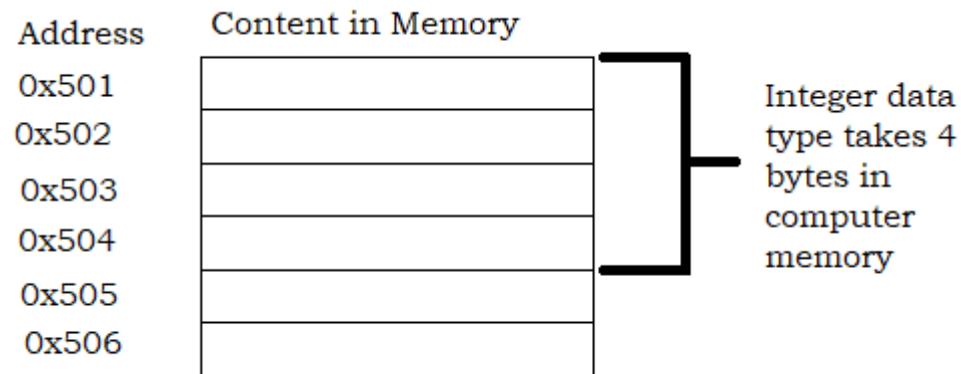 Address
Content in Memory
0x501
0x502
0x503
0x504
0x505
0x506
Integer data
type takes 4
bytes in
computer
memory